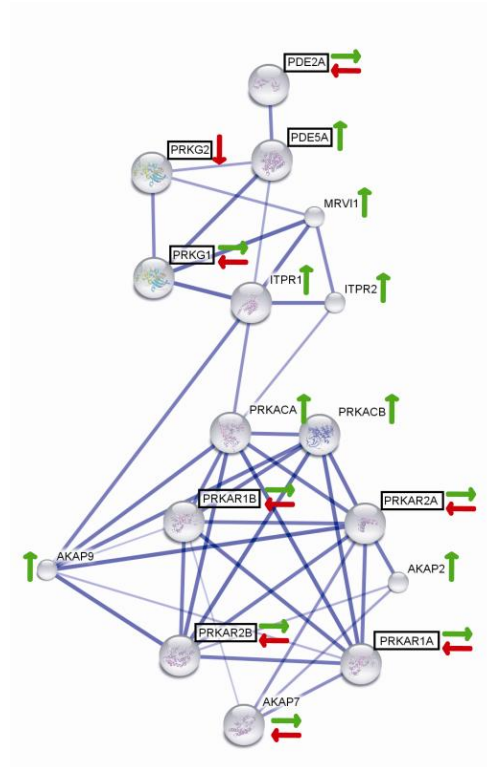 PDE2A
PRKG2
PDE5A
MRVI1
PRKG1
ITPR1
ITPR2
PRKACA
PRKACB
PRKAR1B
PRKAR2A
AKAP9
AKAP2
PRKAR2B
PRKAR1A
AKAP7